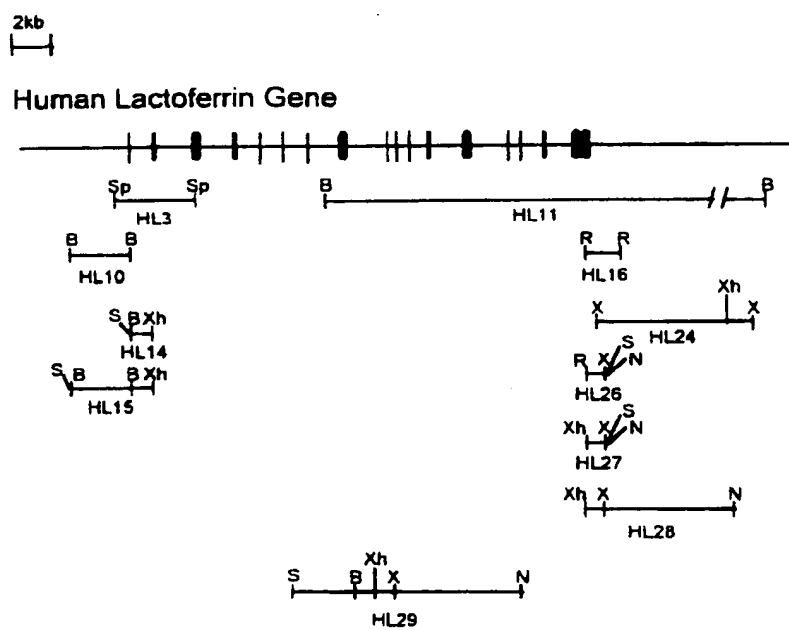 2kb
Human Lactoferrin Gene
Sp Sp B B
HL3 HL11
B B R R
HL10 HL16
Xh
S B Xh X X
HL14 HL24
S
R X N
S B B Xh HL26
HL15
S
Xh X N
HL27
Xh X N
HL28
Xh
S B X N
HL29